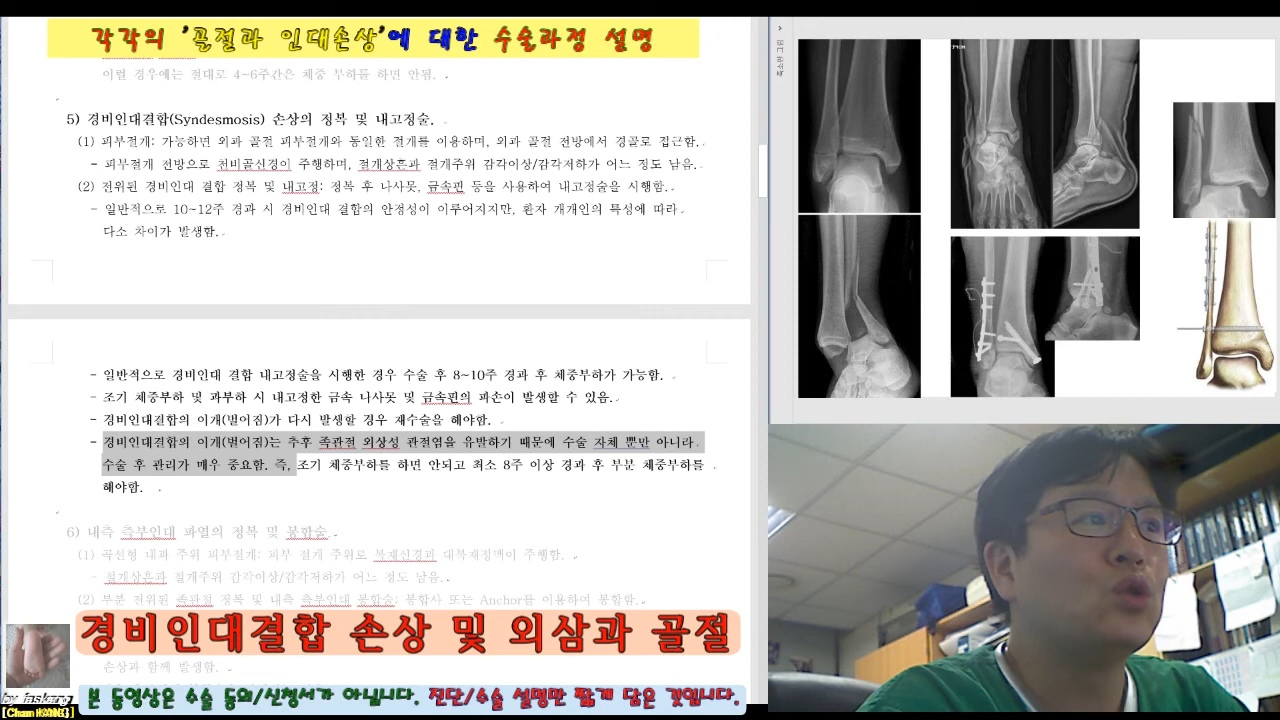 각각의 '골절과 인대손상'에 대한 수술과정 설명
이럴 경우에는 절대로 4~6주간은 체중 부하를 하면 안됨.
5) 경비인대결합(Syndesmosis) 손상의 정복 및 내고정술.
(1) 피부절개: 가능하면 외과 골절 피부절개와 동일한 절개를 이용하며, 외과 골절 전방에서 경골로 접근함.
- 피부절개 전방으로 천비골신경이 주행하며, 절개상흔과 절개주위 감각이상/감각저하가 어느 정도 남음.
(2) 전위된 경비인대 결합 정복 및 내고정: 정복 후 나사못, 금속판 등을 사용하여 내고정술을 시행함.
- 일반적으로 10~12주 경과 시 경비인대 결합의 안정성이 이루어지지만, 환자 개개인의 특성에 따라
다소 차이가 발생함.
- 일반적으로 경비인대 결합 내고정술을 시행한 경우 수술 후 8~10주 경과 후 체중부하가 가능함.
- 조기 체중부하 및 과부하 시 내고정한 금속 나사못 및 금속판의 파손이 발생할 수 있음.
- 경비인대결합의 이개(벌어짐)가 다시 발생할 경우 재수술을 해야함.
- 경비인대결합의 이개(벌어짐)는 추후 족관절 외상성 관절염을 유발하기 때문에 수술 자체 뿐만 아니라
수술 후 관리가 매우 중요함. 즉, 조기 체중부하를 하면 안되고 최소 8주 이상 경과 후 부분 체중부하를
해야함.
6) 내측 측부인대 파열의 정복 및 봉합술.
(1) 곡선형 내과 주위 피부절개: 피부 절개 주위로 복재신경과 대복재정맥이 주행함.
- 절개상흔과 절개주위 감각이상/감각저하가 어느 정도 남음.
(2) 부분 전위된 족관절 정복 및 내측 측부인대 봉합술: 봉합사 또는 Anchor를 이용하여 봉합함.
경비인대결합 손상 및 외삼과 골절
손상과 함께 발생함.
본 동영상은 수술 동의/신청서가 아닙니다. 진단/수술 설명만 짧게 담은 것입니다.